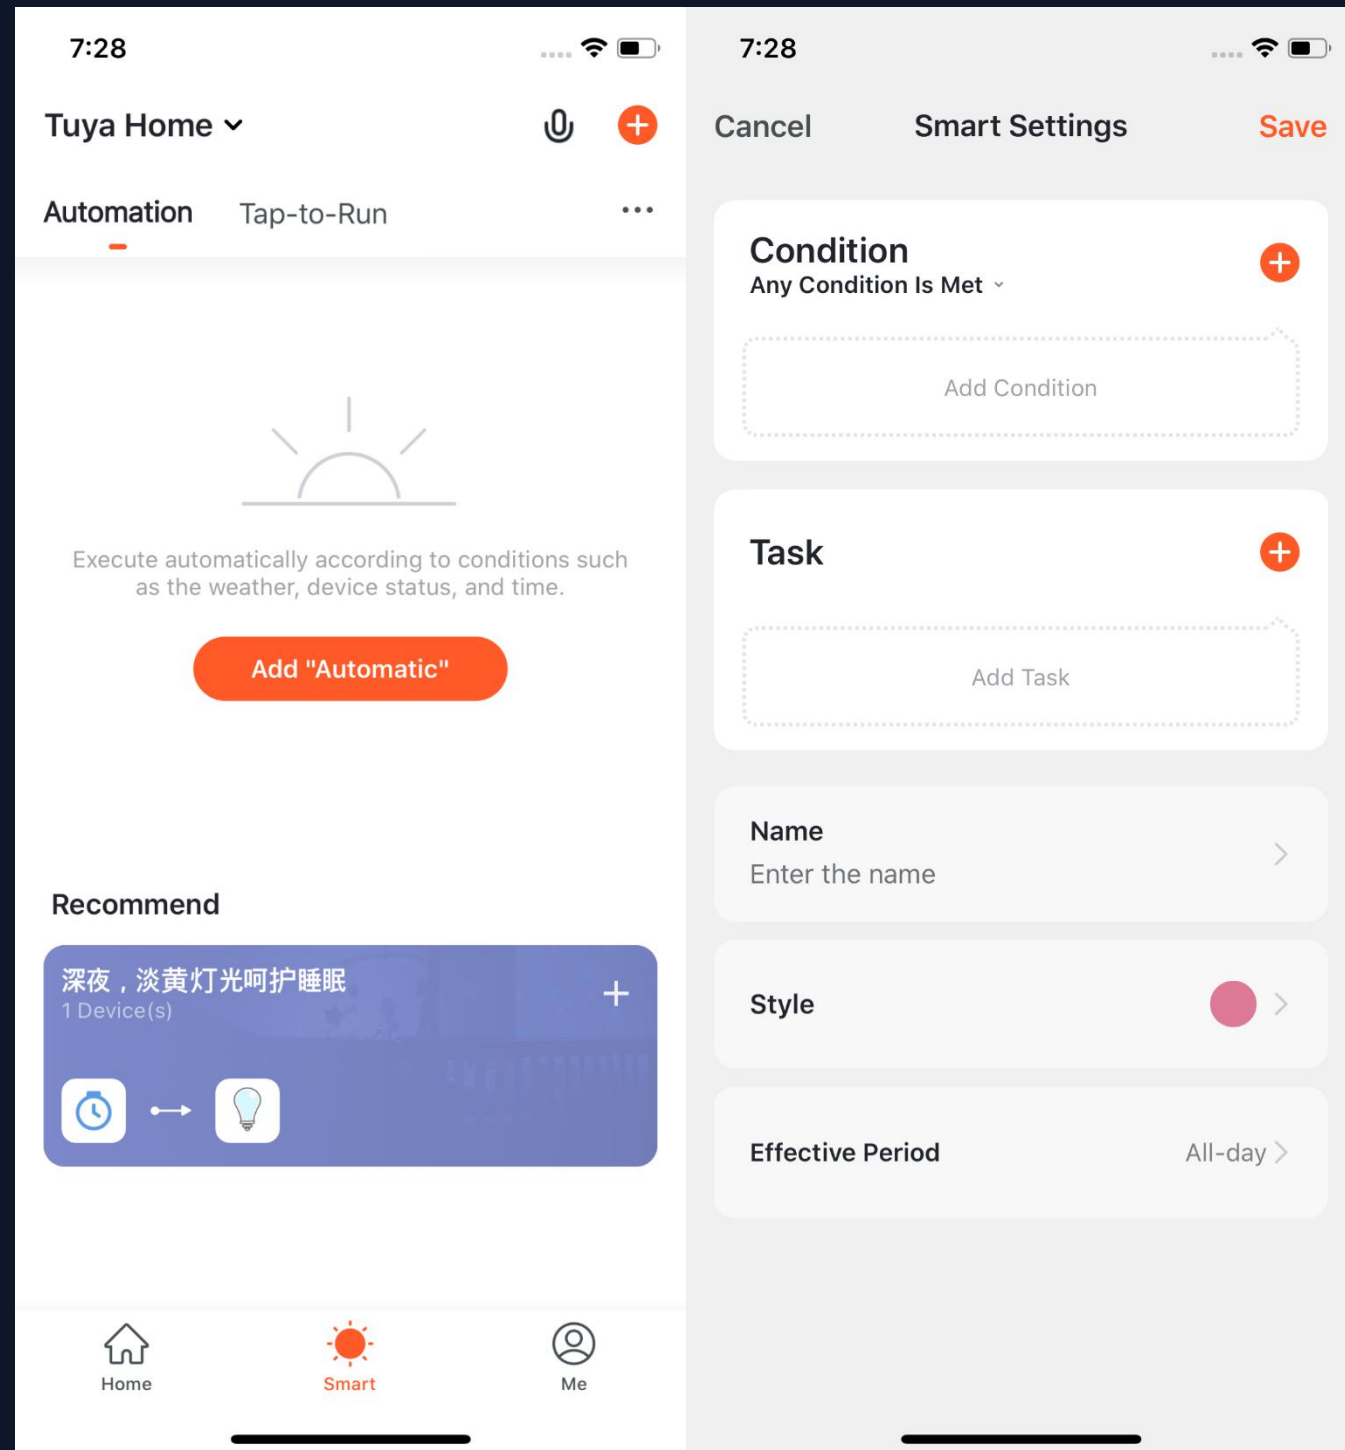 7:28
Tuya Home
Automation
Tap-to-Run
Execute automatically according to conditions such
as the weather, device status, and time.
Add "Automatic"
Recommend
深夜，淡黄灯光呵护睡眠
1 Device(s)
Home
Smart
Me
7:28
Cancel
Smart Settings
Save
Condition
Any Condition Is Met
Add Condition
Task
Add Task
Name
Enter the name
Style
Effective Period
All-day